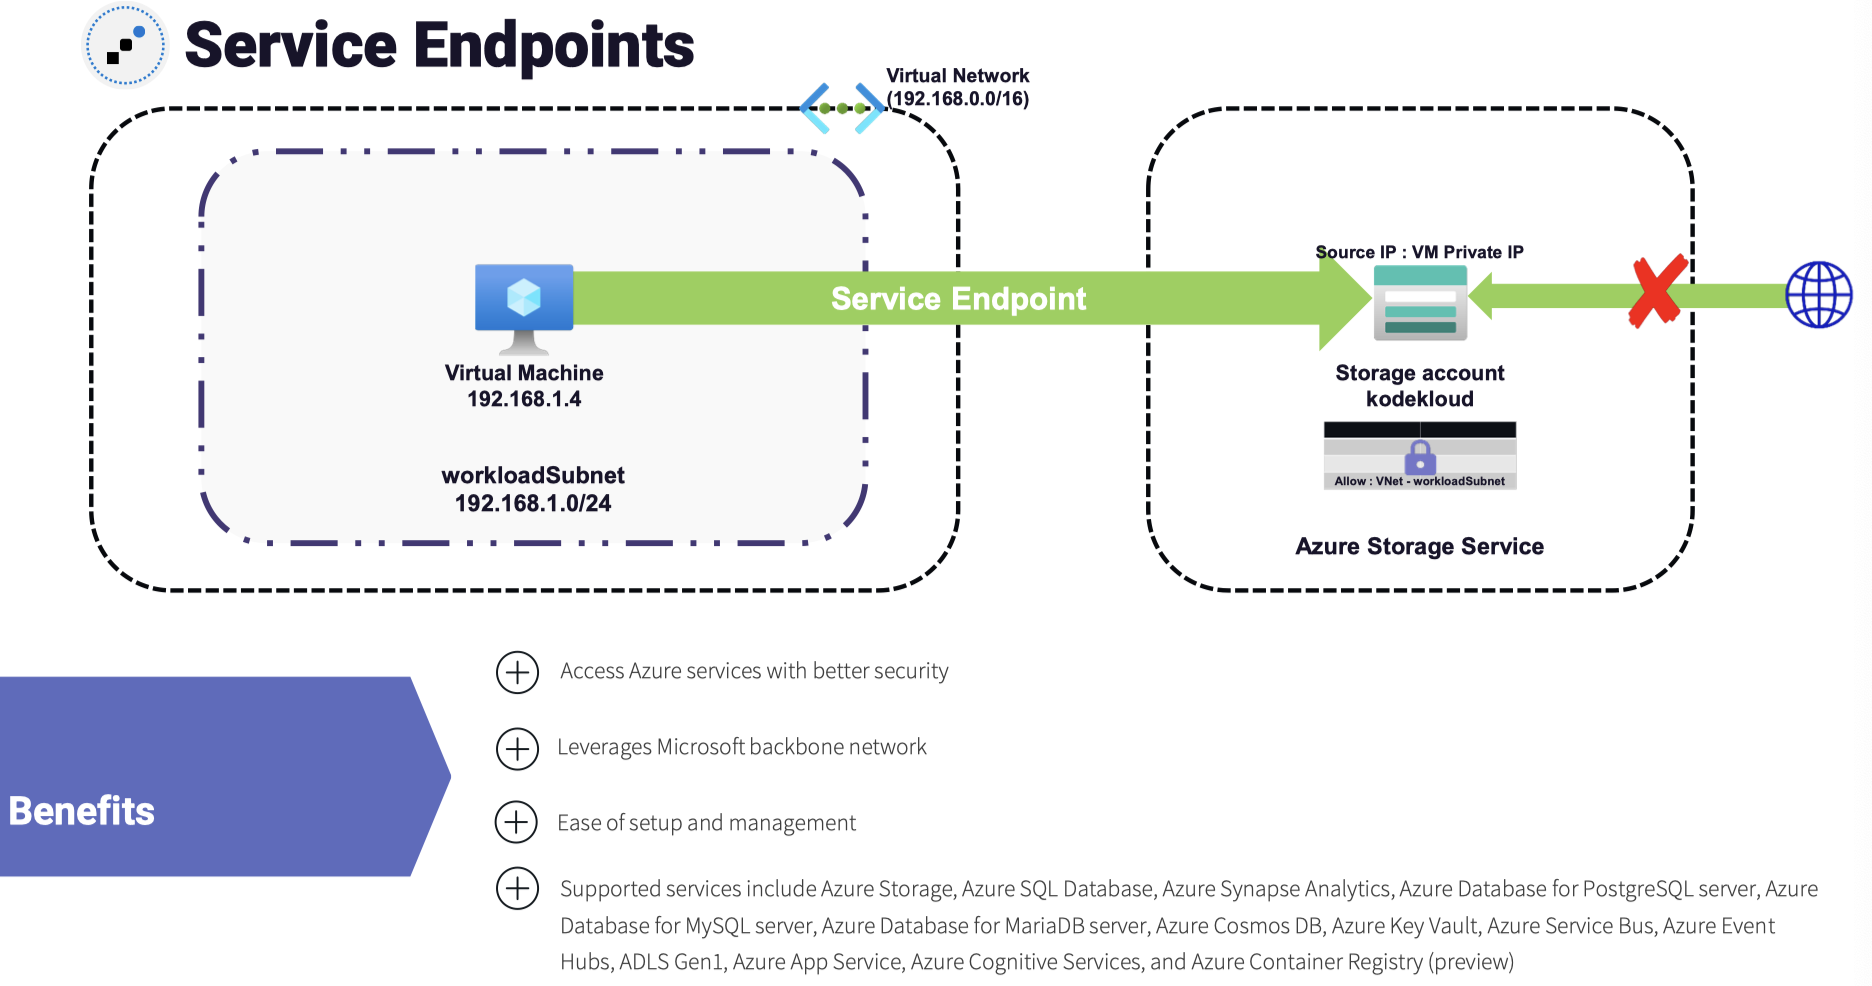 Service Endpoints
Virtual Network
(192.168.0.0/16)
Source IP : VM Private IP
Service Endpoint
Virtual Machine
192.168.1.4
Storage account
kodekloud
workloadSubnet
192.168.1.0/24
Allow : VNet - workloadSubnet
Azure Storage Service
Benefits
Access Azure services with better security
Leverages Microsoft backbone network
Ease of setup and management
Supported services include Azure Storage, Azure SQL Database, Azure Synapse Analytics, Azure Database for PostgreSQL server, Azure
Database for MySQL server, Azure Database for MariaDB server, Azure Cosmos DB, Azure Key Vault, Azure Service Bus, Azure Event
Hubs, ADLS Gen1, Azure App Service, Azure Cognitive Services, and Azure Container Registry (preview)